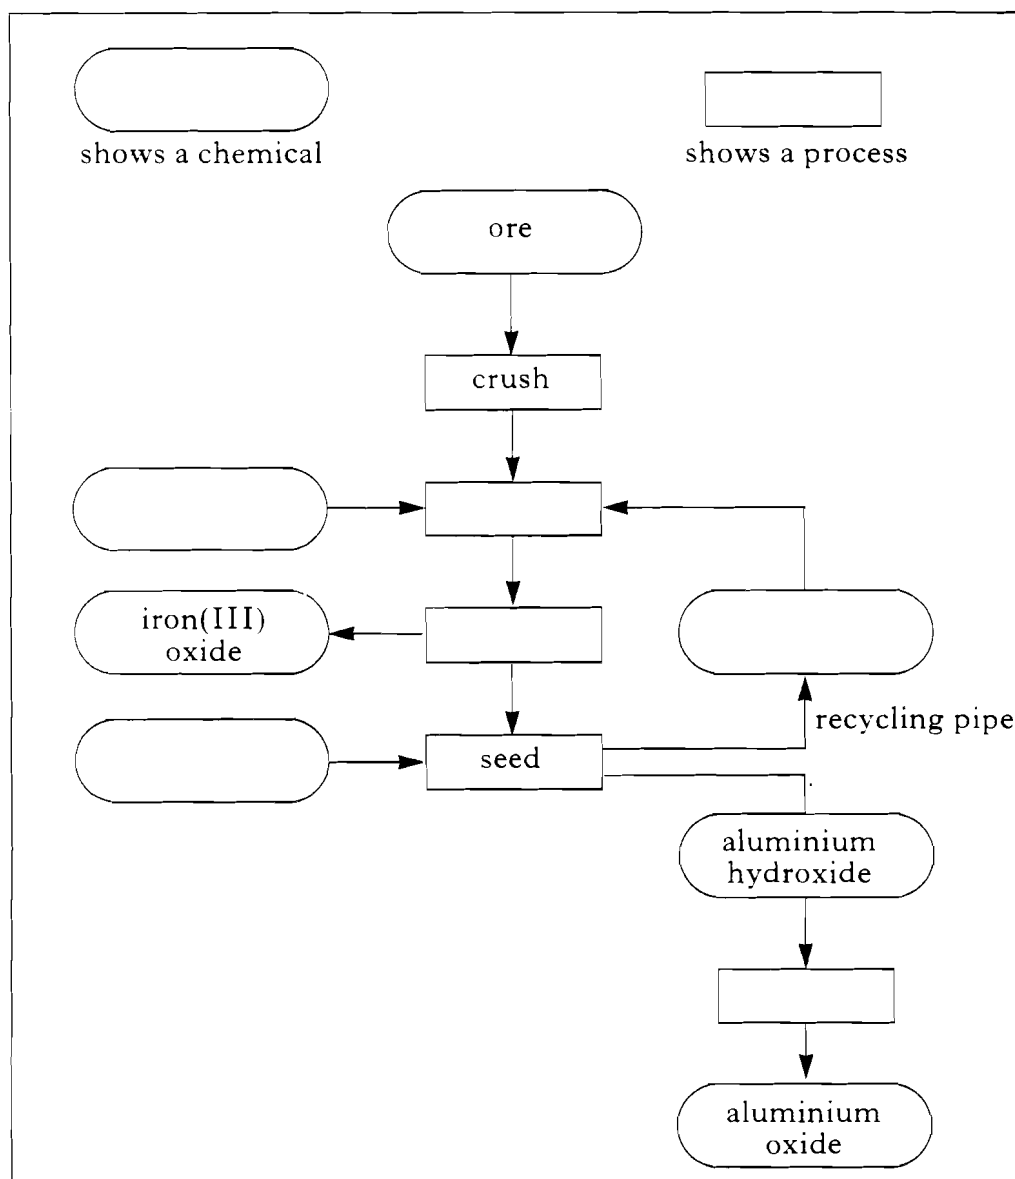 shows a chemical
shows a process
ore
crush
iron(III)
oxide
recycling pipe
seed
aluminium
hydroxide
aluminium
oxide